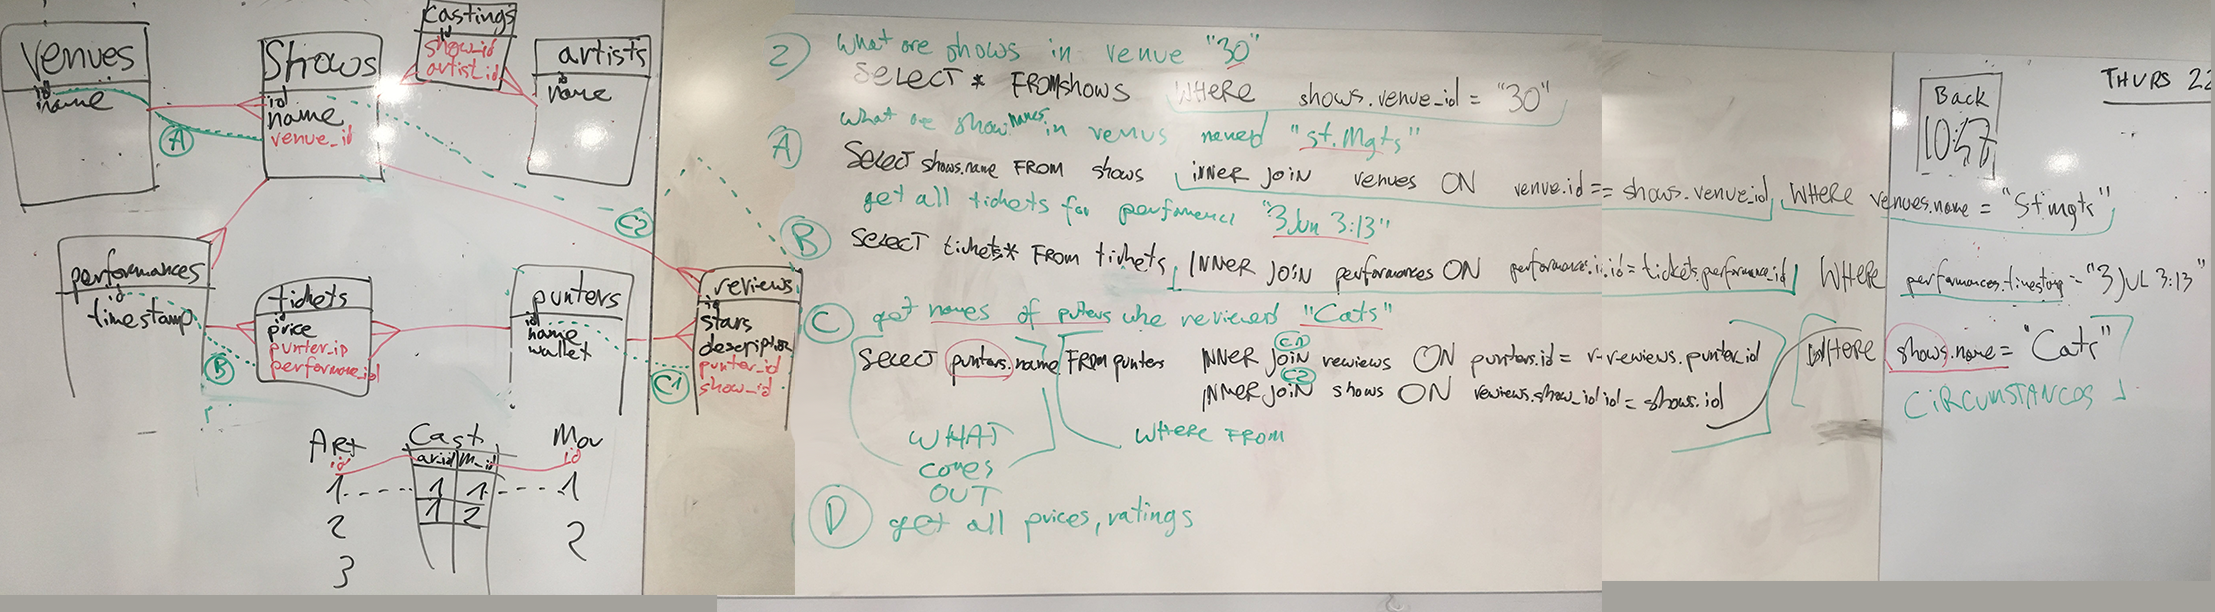 venues
id
name
Shows
id
name
venue_id
castings
id
show_id
artist_id
artists
id
name
A
C2
performances
id
timestamp
tickets
id
price
punter_ip
performance_id
punters
id
name
wallet
reviews
id
stars
description
punter_id
show_id
B
C1
ART
id
1
2
3
Cast
ar.id M_id
1 1
1 2
Mov
id
1
2
2) What are shows in venue "30"
SELECT * FROM shows WHERE shows.venue_id = "30"
A) What are show names in venus named "St.Mgts"
SELECT shows.name FROM shows iNNER JOIN venues ON venue.id == shows.venue_id, WHERE venues.name = "St mgts"
get all tickets for performance "3 Jun 3:13"
B) SELECT tickets* FROM tickets INNER JOIN performances ON performance.id = tickets.performance_id WHERE performances.timestamp = "3 JUL 3:13"
C) get names of puters who reviewed "Cats"
C1
SELECT punters.name FROM punters INNER JOIN reviews ON punters.id = reviews.punter_id WHERE shows.name = "Cats"
C2
INNER JOIN shows ON reviews.show_id = shows.id
CiRCUMSTANCES
WHAT
COMES
OUT
WHERE FROM
D) get all prices, ratings
Back
10:47
THURS 22